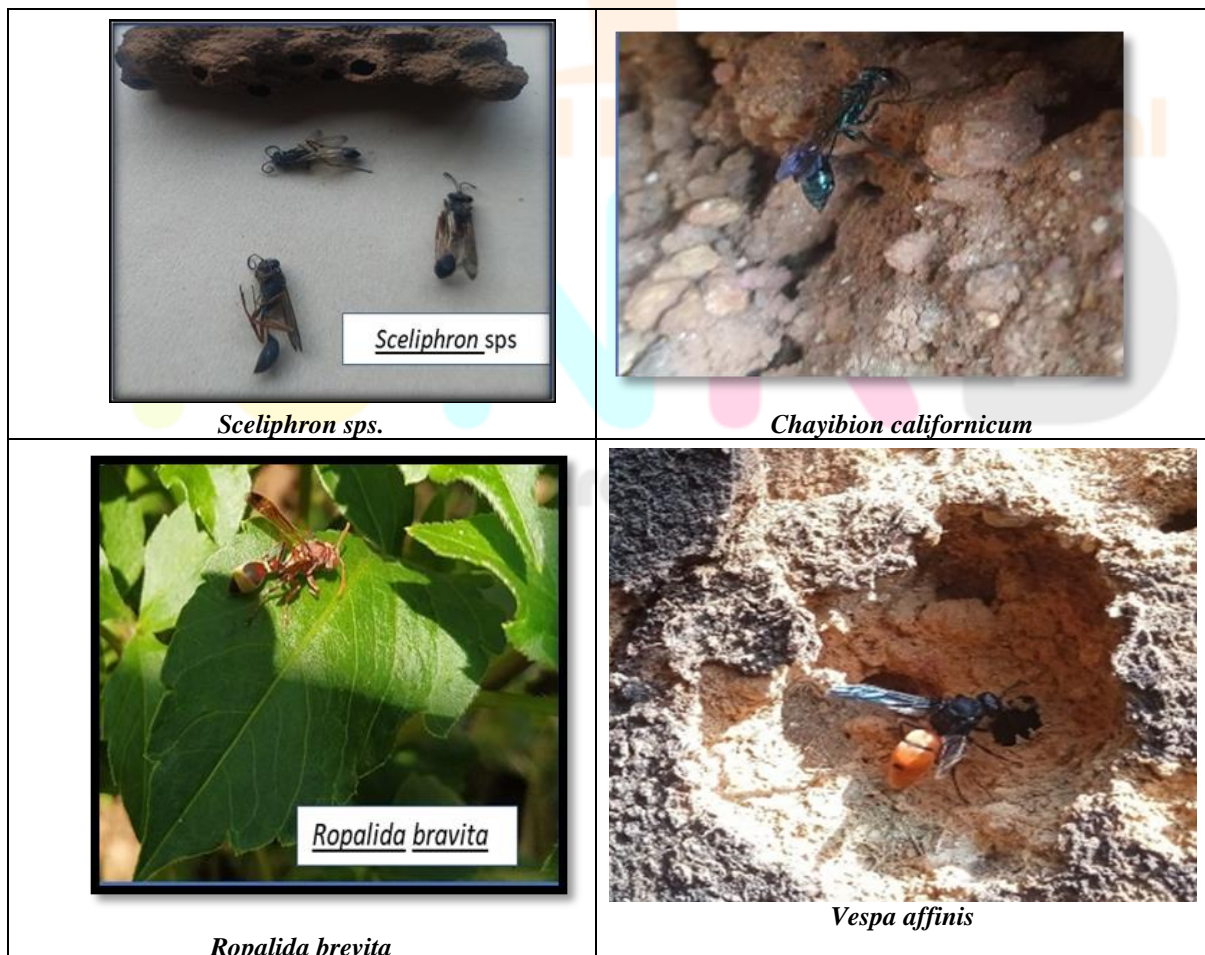 Sceliphron sps
Sceliphron sps.
Chayibion californicum
Ropalida bravita
Ropalida brevita
Vespa affinis